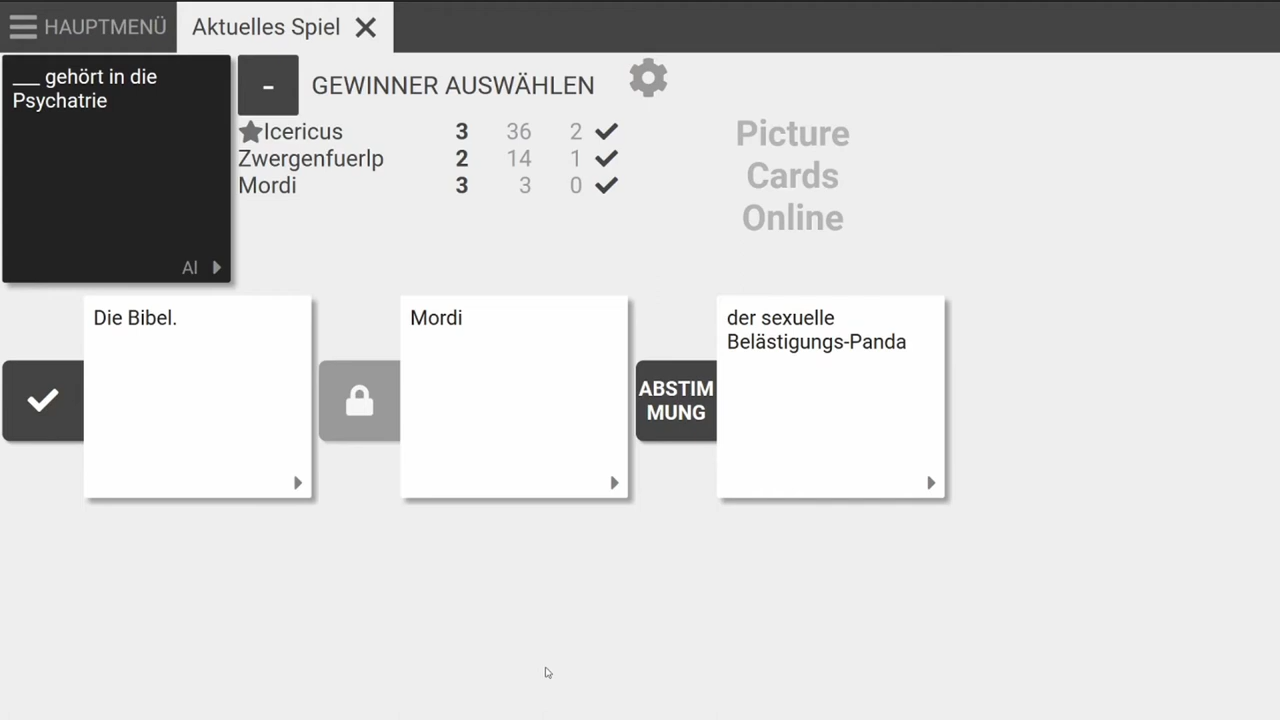 HAUPTMENÜ
Aktuelles Spiel
___ gehört in die
Psychatrie
AI
-
GEWINNER AUSWÄHLEN
Icericus 3 36 2
Zwergenfuerlp 2 14 1
Mordi 3 3 0
Picture
Cards
Online
Die Bibel.
Mordi
ABSTIM
MUNG
der sexuelle
Belästigungs-Panda